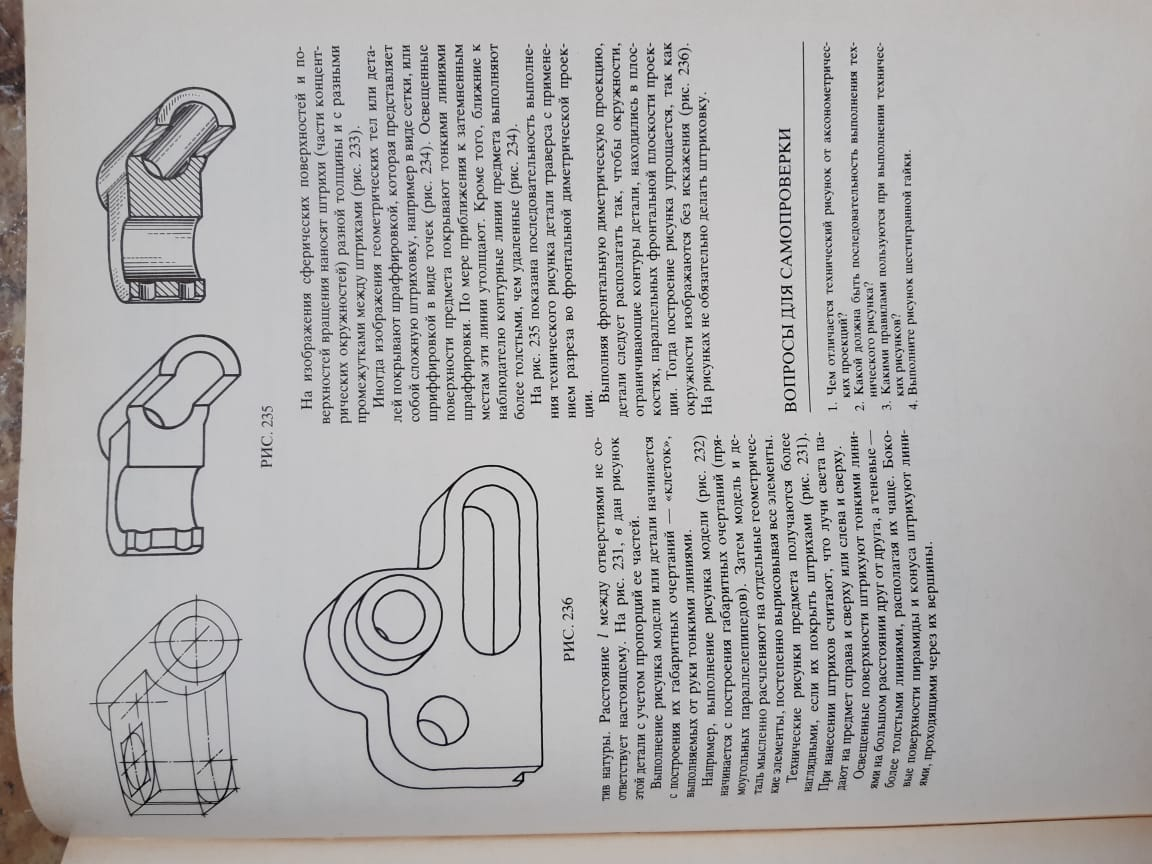 РИС. 235
РИС. 236
тив натуры. Расстояние l между отверстиями не со-
ответствует настоящему. На рис. 231, в дан рисунок
этой детали с учетом пропорций ее частей.
Выполнение рисунка модели или детали начинается
с построения их габаритных очертаний — «клеток»,
выполняемых от руки тонкими линиями.
Например, выполнение рисунка модели (рис. 232)
начинается с построения габаритных очертаний (пря-
моугольных параллелепипедов). Затем модель и де-
таль мысленно расчленяют на отдельные геометричес-
кие элементы, постепенно вырисовывая все элементы.
Технические рисунки предмета получаются более
наглядными, если их покрыть штрихами (рис. 231).
При нанесении штрихов считают, что лучи света па-
дают на предмет справа и сверху или слева и сверху.
Освещенные поверхности штрихуют тонкими лини-
ями на большом расстоянии друг от друга, а теневые —
более толстыми линиями, располагая их чаще. Боко-
вые поверхности пирамиды и конуса штрихуют лини-
ями, проходящими через их вершины.
На изображения сферических поверхностей и по-
верхностей вращения наносят штрихи (части концент-
рических окружностей) разной толщины и с разными
промежутками между штрихами (рис. 233).
Иногда изображения геометрических тел или дета-
лей покрывают шраффировкой, которая представляет
собой сложную штриховку, например в виде сетки, или
шриффировкой в виде точек (рис. 234). Освещенные
поверхности предмета покрывают тонкими линиями
шраффировки. По мере приближения к затемненным
местам эти линии утолщают. Кроме того, ближние к
наблюдателю контурные линии предмета выполняют
более толстыми, чем удаленные (рис. 234).
На рис. 235 показана последовательность выполне-
ния технического рисунка детали траверса с примене-
нием разреза во фронтальной диметрической проек-
ции.
Выполняя фронтальную диметрическую проекцию,
детали следует располагать так, чтобы окружности,
ограничивающие контуры детали, находились в плос-
костях, параллельных фронтальной плоскости проек-
ции. Тогда построение рисунка упрощается, так как
окружности изображаются без искажения (рис. 236).
На рисунках не обязательно делать штриховку.
ВОПРОСЫ ДЛЯ САМОПРОВЕРКИ
1. Чем отличается технический рисунок от аксонометричес-
ких проекций?
2. Какой должна быть последовательность выполнения тех-
нического рисунка?
3. Какими правилами пользуются при выполнении техничес-
ких рисунков?
4. Выполните рисунок шестигранной гайки.